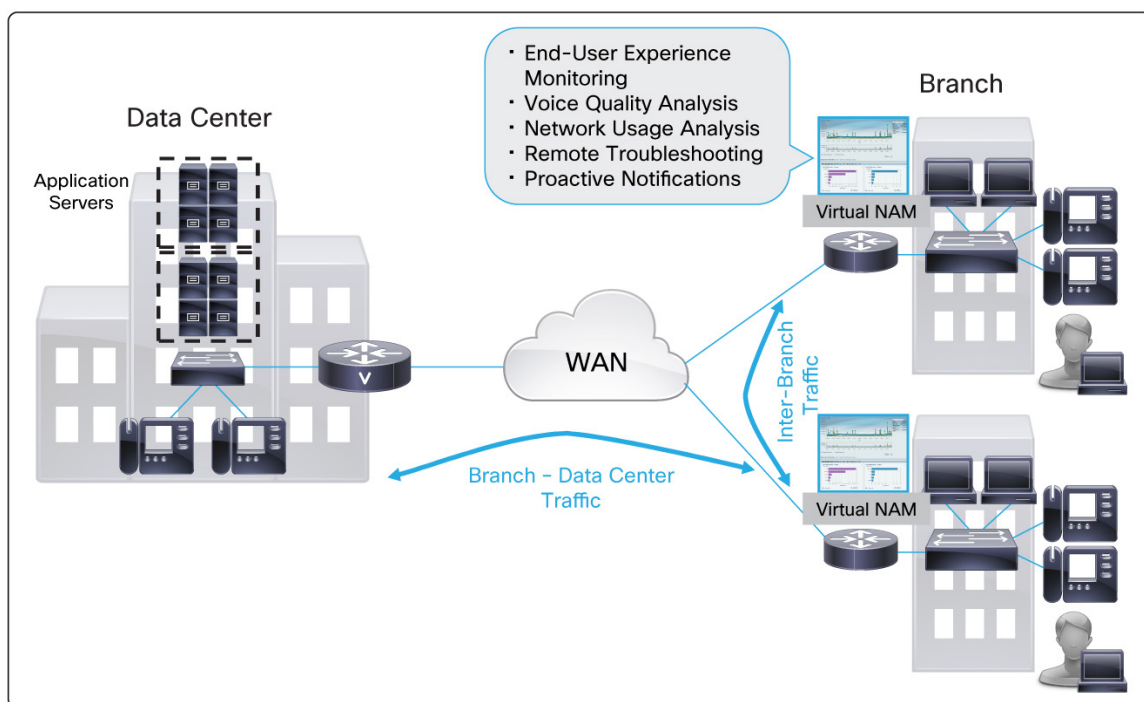 · End-User Experience
Monitoring
· Voice Quality Analysis
· Network Usage Analysis
· Remote Troubleshooting
· Proactive Notifications
Data Center
Branch
Application
Servers
Virtual NAM
WAN
V
Inter-Branch
Traffic
Branch - Data Center
Traffic
Virtual NAM